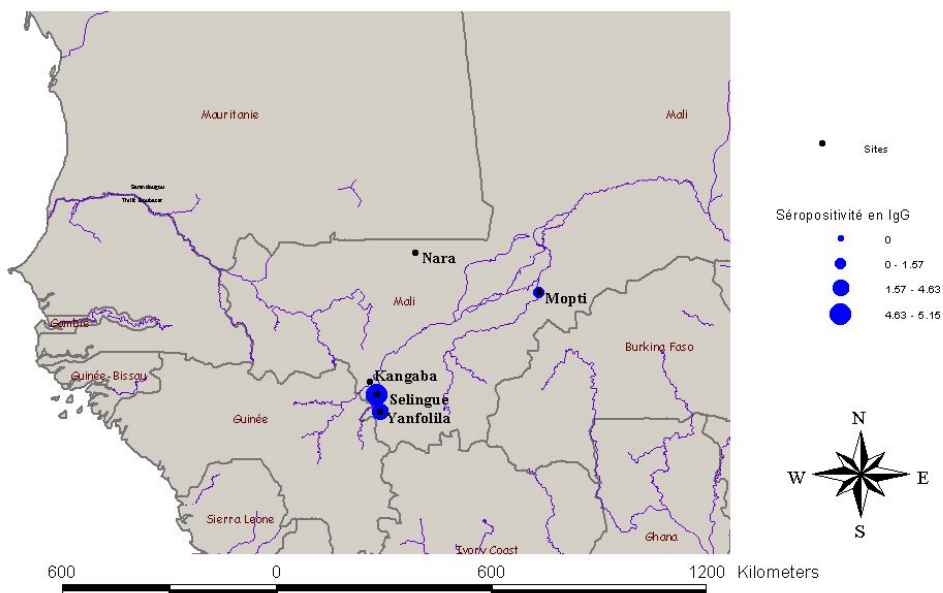 Mauritanie
Mali
Sites
Séropositivité en IgG
0
0 - 1.57
1.57 - 4.63
4.63 - 5.15
Nara
Mopti
Mali
Gambie
Burkina Faso
Guinée-Bissau
Kangaba
Selingue
Yanfolila
Guinée
N
W
E
S
Sierra Leone
Ivory Coast
Ghana
600
0
600
1200
Kilometers